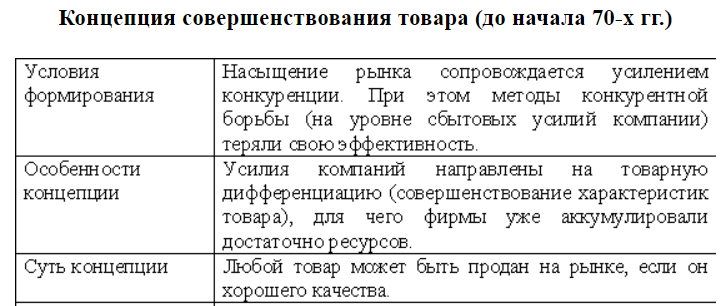 Концепция совершенствования товара (до начала 70-х гг.)
Условия формирования
Насыщение рынка сопровождается усилением
конкуренции. При этом методы конкурентной
борьбы (на уровне сбытовых усилий компании)
теряли свою эффективность.
Особенности концепции
Усилия компаний направлены на товарную
дифференциацию (совершенствование характеристик
товара), для чего фирмы уже аккумулировали
достаточно ресурсов.
Суть концепции
Любой товар может быть продан на рынке, если он
хорошего качества.